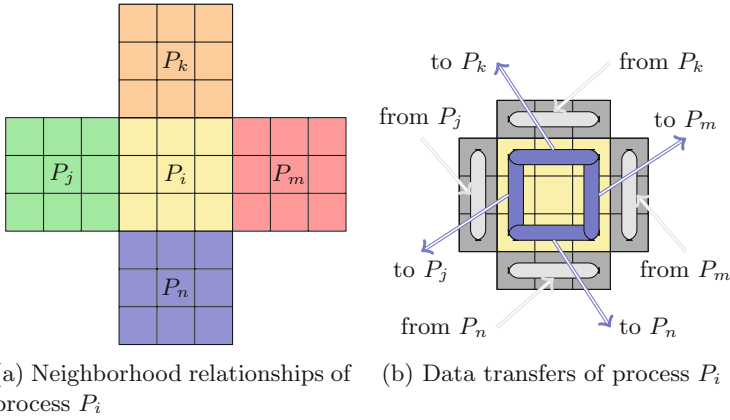 P_k
P_j
P_i
P_m
P_n
to P_k
from P_k
from P_j
to P_m
to P_j
from P_m
from P_n
to P_n
a) Neighborhood relationships of
process P_i
(b) Data transfers of process P_i